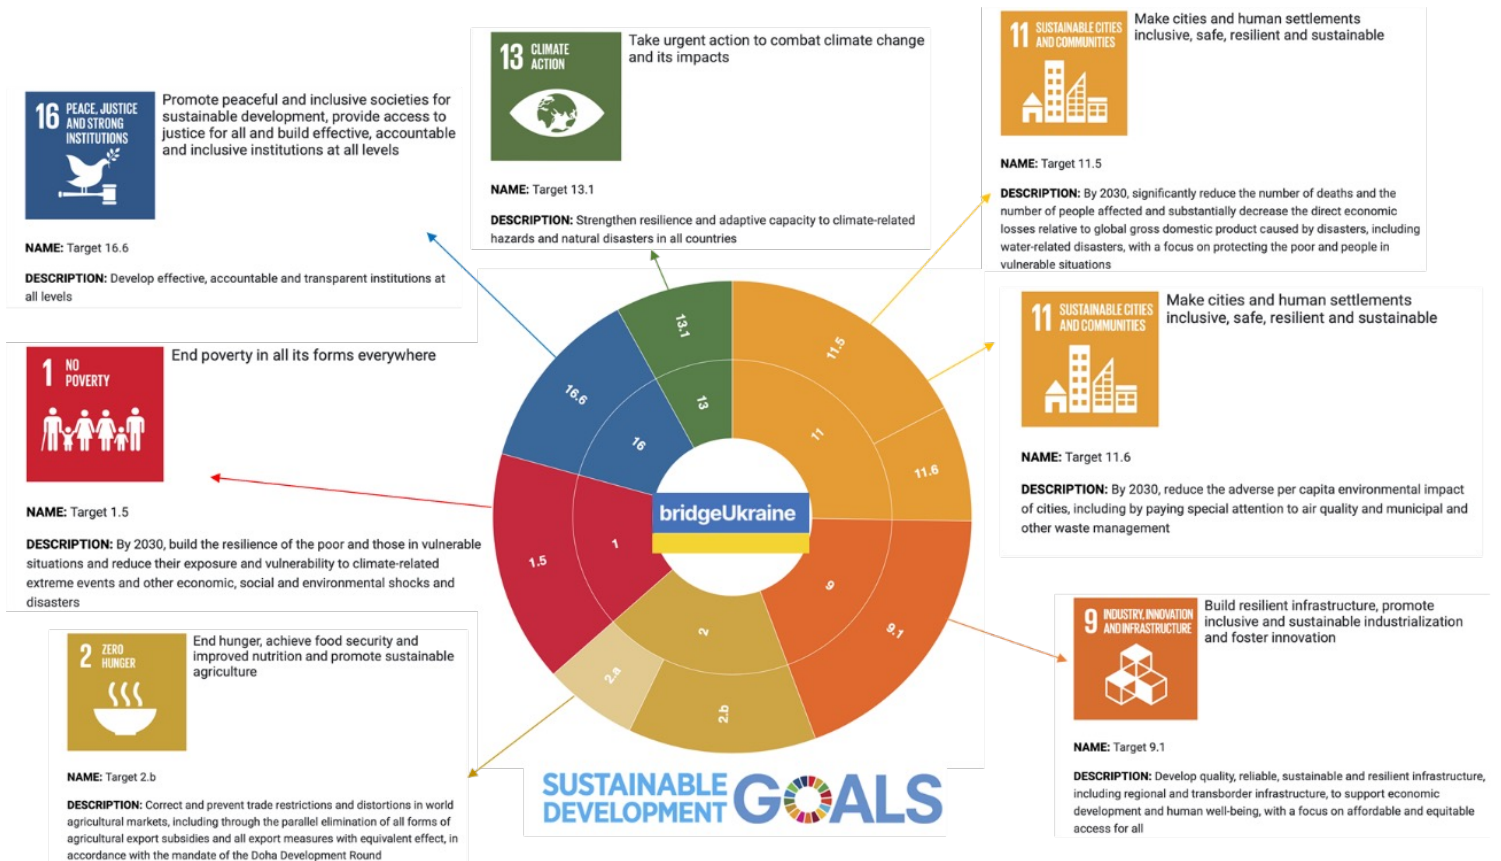 16 PEACE, JUSTICE
AND STRONG
INSTITUTIONS
Promote peaceful and inclusive societies for
sustainable development, provide access to
justice for all and build effective, accountable
and inclusive institutions at all levels
NAME: Target 16.6
DESCRIPTION: Develop effective, accountable and transparent institutions at
all levels
13 CLIMATE
ACTION
Take urgent action to combat climate change
and its impacts
NAME: Target 13.1
DESCRIPTION: Strengthen resilience and adaptive capacity to climate-related
hazards and natural disasters in all countries
11 SUSTAINABLE CITIES
AND COMMUNITIES
Make cities and human settlements
inclusive, safe, resilient and sustainable
NAME: Target 11.5
DESCRIPTION: By 2030, significantly reduce the number of deaths and the
number of people affected and substantially decrease the direct economic
losses relative to global gross domestic product caused by disasters, including
water-related disasters, with a focus on protecting the poor and people in
vulnerable situations
11 SUSTAINABLE CITIES
AND COMMUNITIES
Make cities and human settlements
inclusive, safe, resilient and sustainable
NAME: Target 11.6
DESCRIPTION: By 2030, reduce the adverse per capita environmental impact
of cities, including by paying special attention to air quality and municipal and
other waste management
1 NO
POVERTY
End poverty in all its forms everywhere
NAME: Target 1.5
DESCRIPTION: By 2030, build the resilience of the poor and those in vulnerable
situations and reduce their exposure and vulnerability to climate-related
extreme events and other economic, social and environmental shocks and
disasters
13.1
13
11.5
11
11.6
16.6
16
bridgeUkraine
1.5
1
9
9.1
2
2.a
2.b
2 ZERO
HUNGER
End hunger, achieve food security and
improved nutrition and promote sustainable
agriculture
NAME: Target 2.b
DESCRIPTION: Correct and prevent trade restrictions and distortions in world
agricultural markets, including through the parallel elimination of all forms of
agricultural export subsidies and all export measures with equivalent effect, in
accordance with the mandate of the Doha Development Round
9 INDUSTRY, INNOVATION
AND INFRASTRUCTURE
Build resilient infrastructure, promote
inclusive and sustainable industrialization
and foster innovation
NAME: Target 9.1
DESCRIPTION: Develop quality, reliable, sustainable and resilient infrastructure,
including regional and transborder infrastructure, to support economic
development and human well-being, with a focus on affordable and equitable
access for all
SUSTAINABLE
DEVELOPMENT GOALS